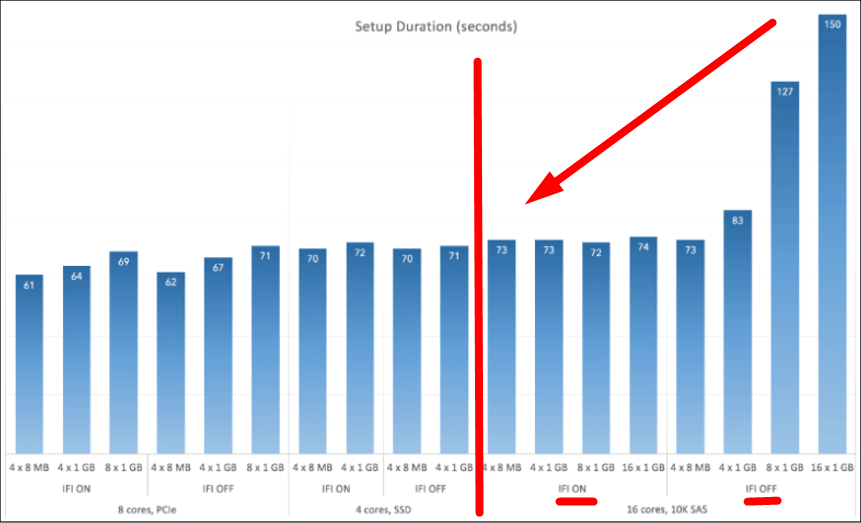 Setup Duration (seconds)
150
127
83
73 73 72 74 73
61 64 69 62 67 71 70 72 70 71
4 x 8 MB 4 x 1 GB 8 x 1 GB 4 x 8 MB 4 x 1 GB 8 x 1 GB 4 x 8 MB 4 x 1 GB 4 x 8 MB 4 x 1 GB 4 x 8 MB 4 x 1 GB 8 x 1 GB 16 x 1 GB 4 x 8 MB 4 x 1 GB 8 x 1 GB 16 x 1 GB
IFI ON IFI OFF IFI ON IFI OFF IFI ON IFI OFF
8 cores, PCIe 4 cores, SSD 16 cores, 10K SAS